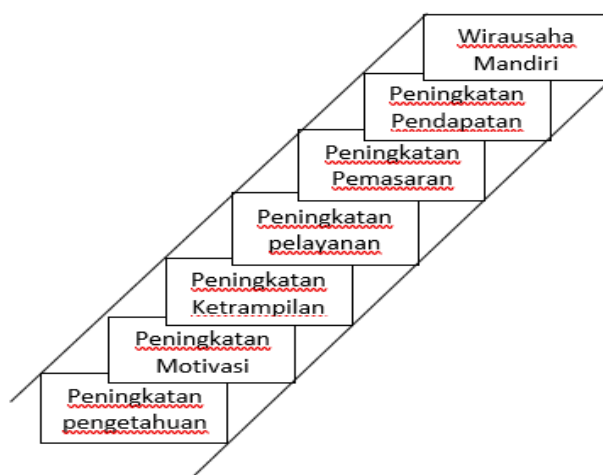 Wirausaha
Mandiri
Peningkatan
Pendapatan
Peningkatan
Pemasaran
Peningkatan
pelayanan
Peningkatan
Ketrampilan
Peningkatan
Motivasi
Peningkatan
pengetahuan